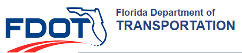 FDOT
Florida Department of
TRANSPORTATION